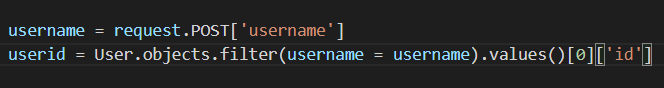 username = request.POST['username']
userid = User.objects.filter(username = username).values()[0]['id']